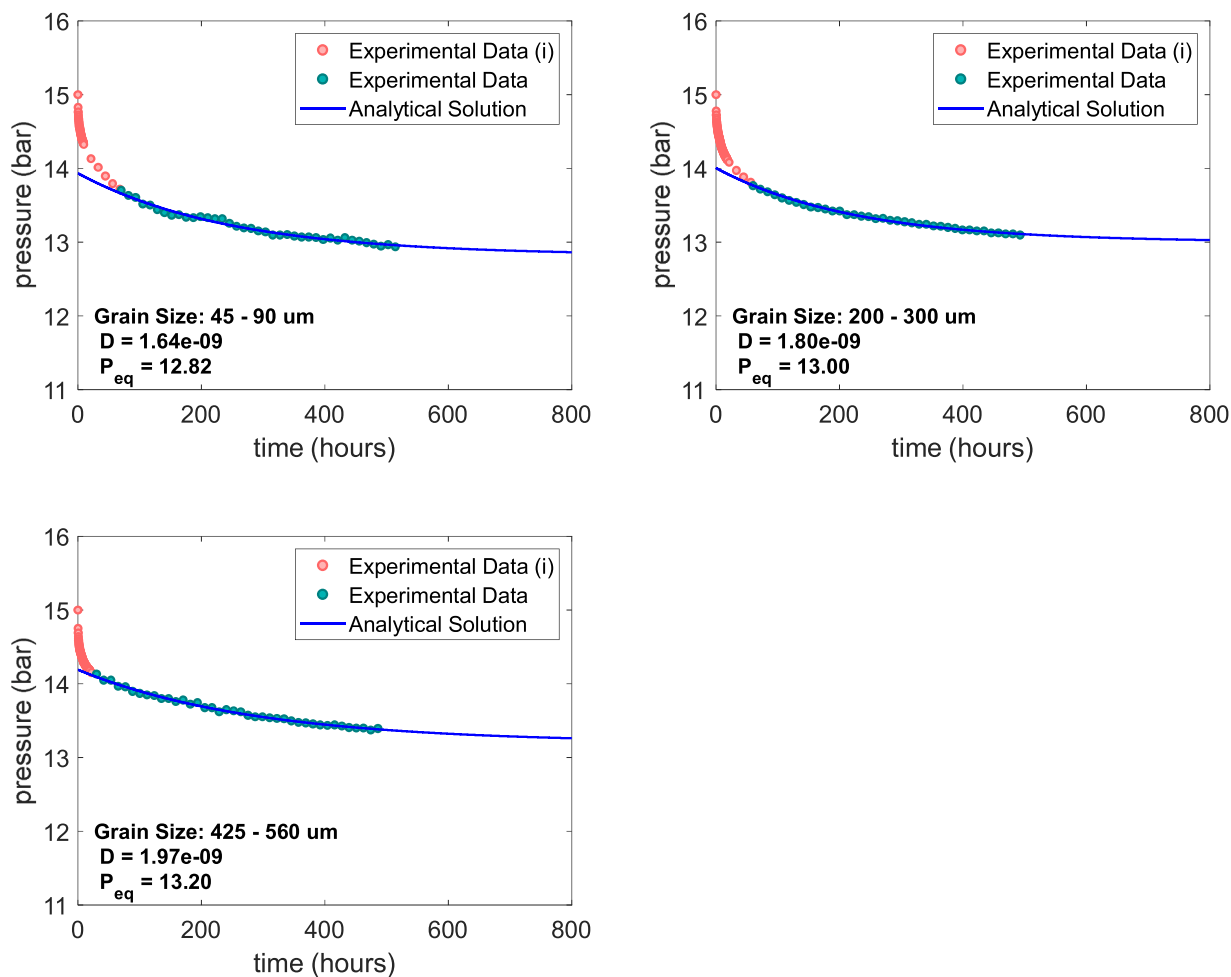 16
15
14
13
12
11
pressure (bar)
Experimental Data (i)
Experimental Data
Analytical Solution
Grain Size: 45 - 90 um
D = 1.64e-09
Peq = 12.82
0 200 400 600 800
time (hours)
16
15
14
13
12
11
pressure (bar)
Experimental Data (i)
Experimental Data
Analytical Solution
Grain Size: 200 - 300 um
D = 1.80e-09
Peq = 13.00
0 200 400 600 800
time (hours)
16
15
14
13
12
11
pressure (bar)
Experimental Data (i)
Experimental Data
Analytical Solution
Grain Size: 425 - 560 um
D = 1.97e-09
Peq = 13.20
0 200 400 600 800
time (hours)